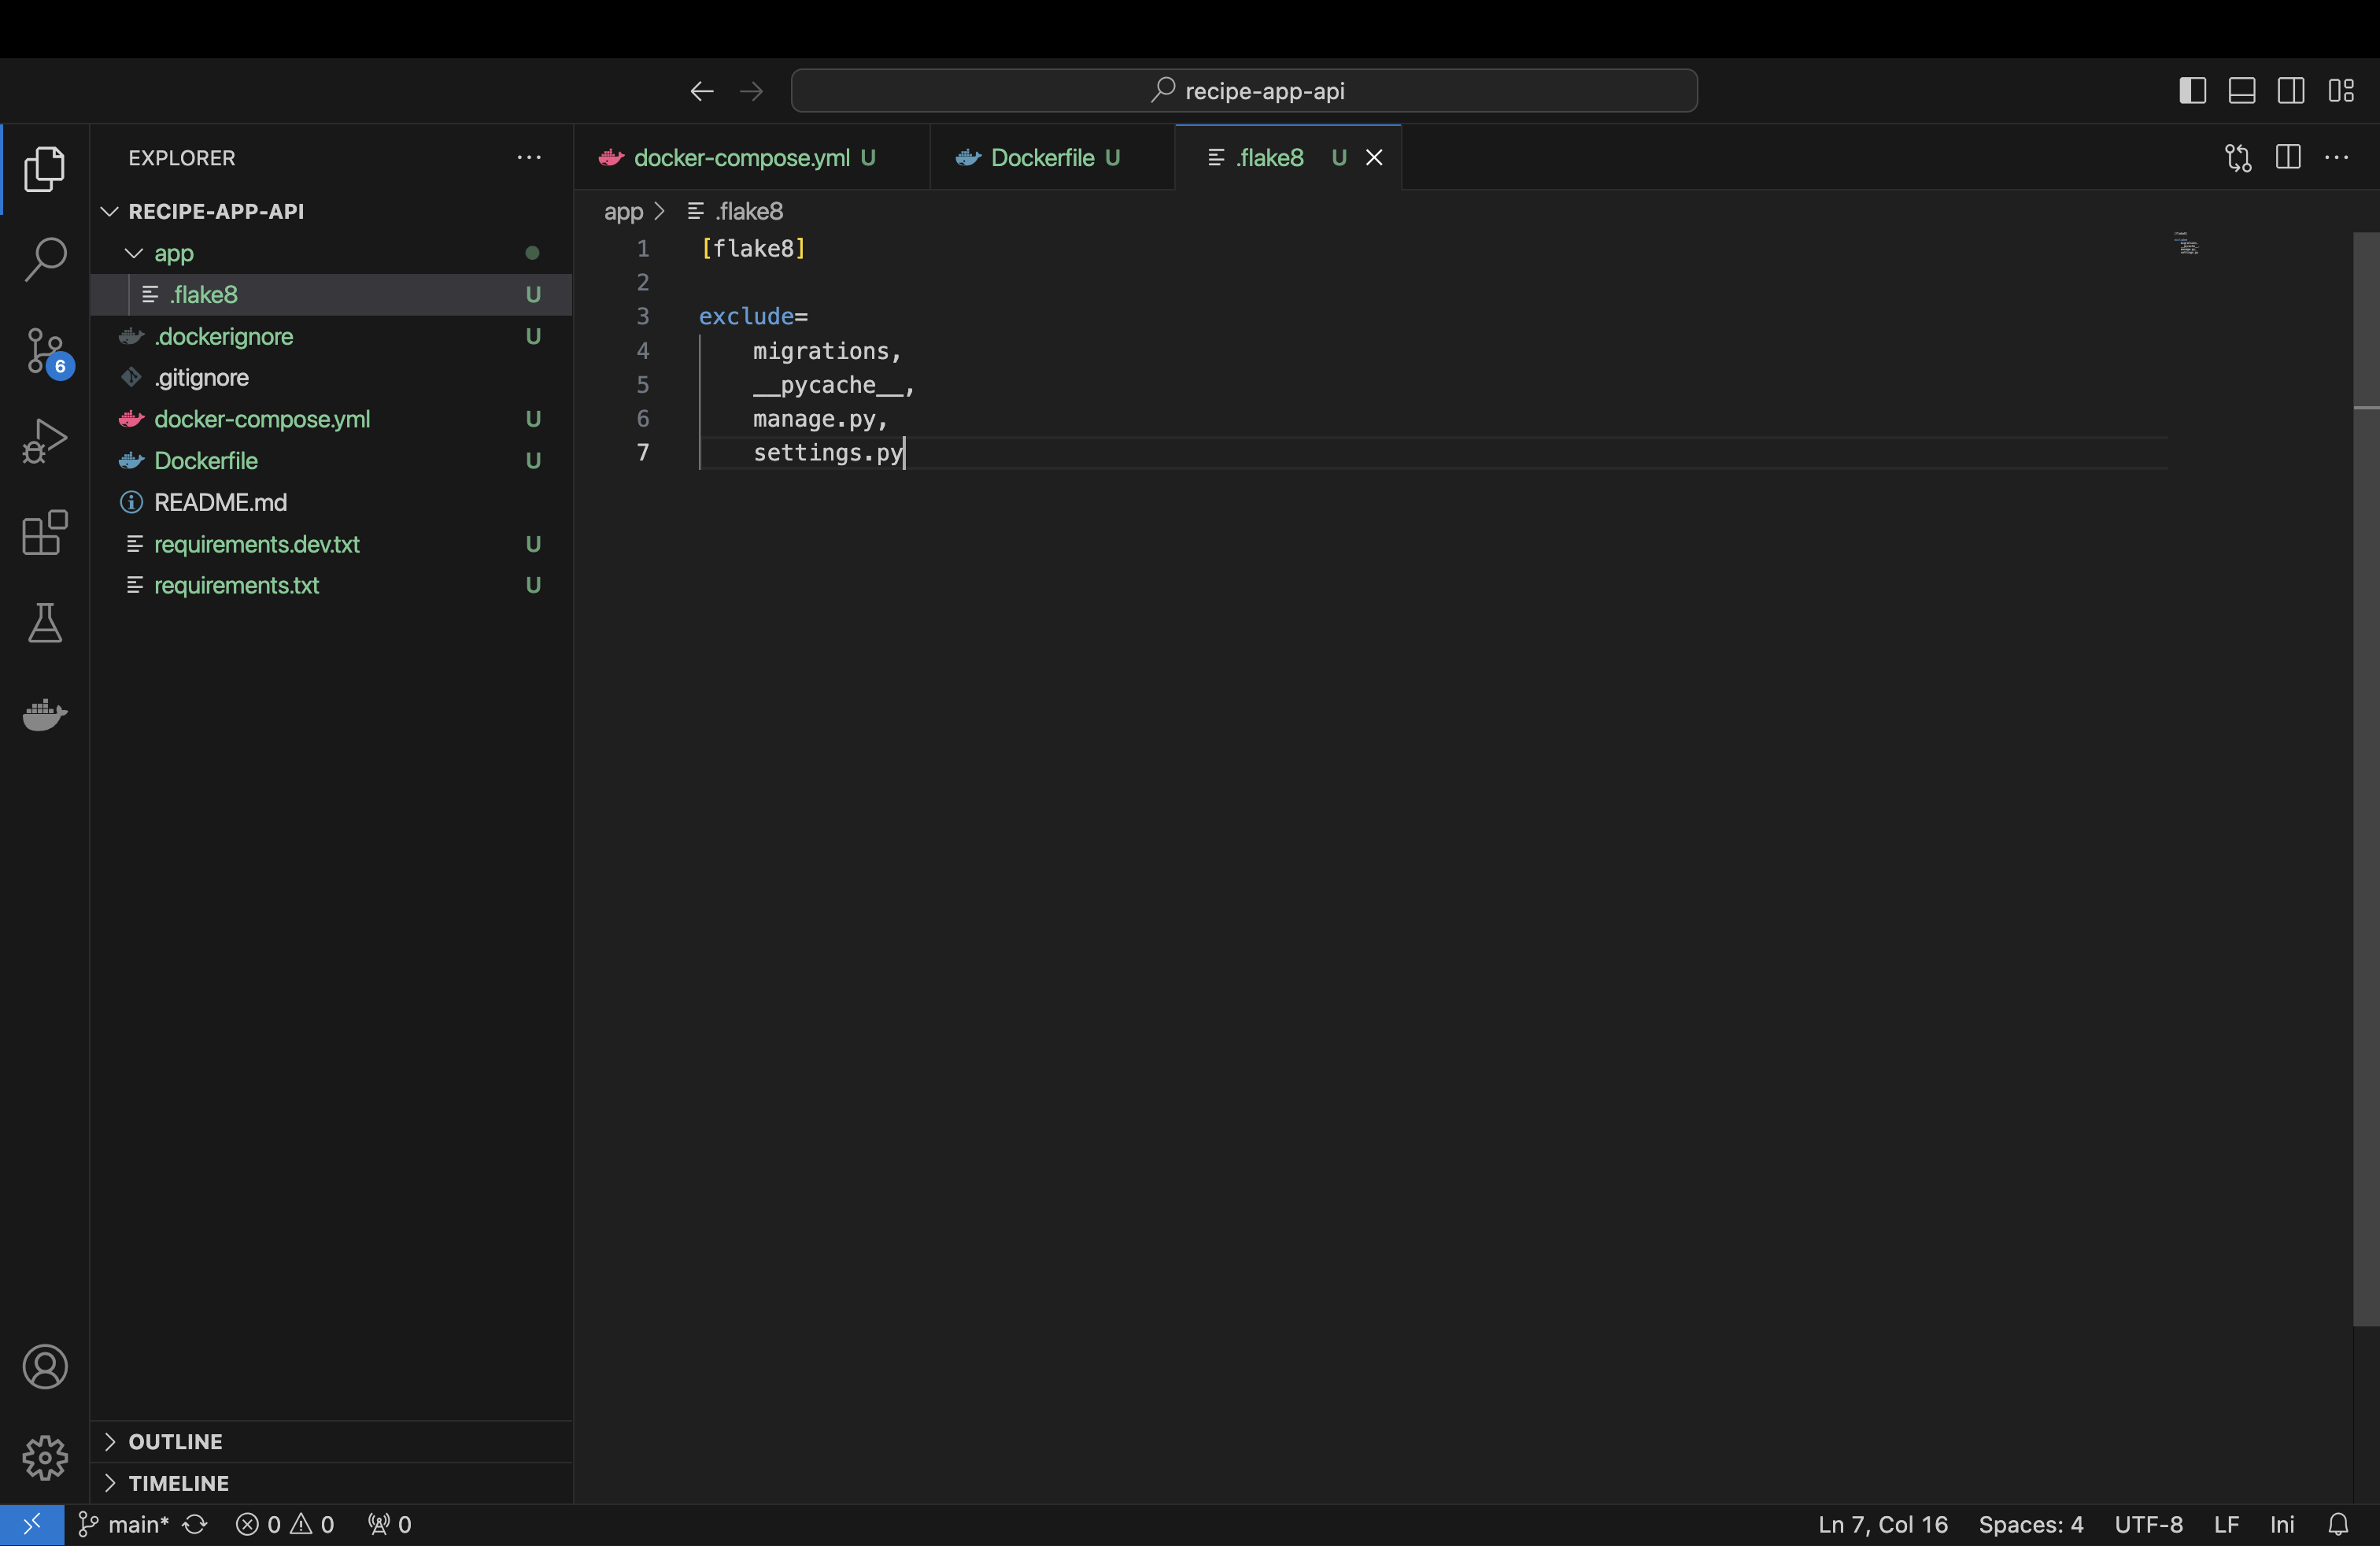 recipe-app-api
EXPLORER
RECIPE-APP-API
app
.flake8 U
.dockerignore U
.gitignore
docker-compose.yml U
Dockerfile U
README.md
requirements.dev.txt U
requirements.txt U
OUTLINE
TIMELINE
docker-compose.yml U
Dockerfile U
.flake8 U
app > .flake8
1 [flake8]
2
3 exclude=
4 migrations,
5 __pycache__,
6 manage.py,
7 settings.py
6
main* 0 0 0
Ln 7, Col 16 Spaces: 4 UTF-8 LF Ini